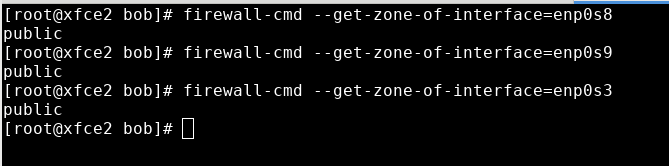 [root@xfce2 bob]# firewall-cmd --get-zone-of-interface=enp0s8
public
[root@xfce2 bob]# firewall-cmd --get-zone-of-interface=enp0s9
public
[root@xfce2 bob]# firewall-cmd --get-zone-of-interface=enp0s3
public
[root@xfce2 bob]#